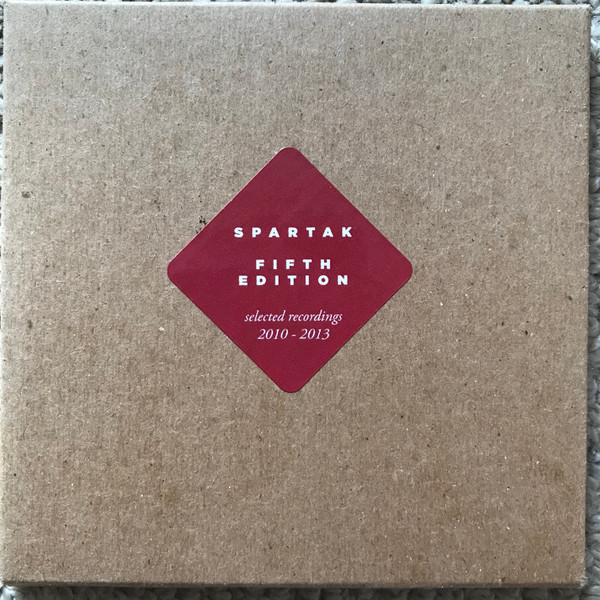 SPARTAK
FIFTH
EDITION
selected recordings
2010 - 2013